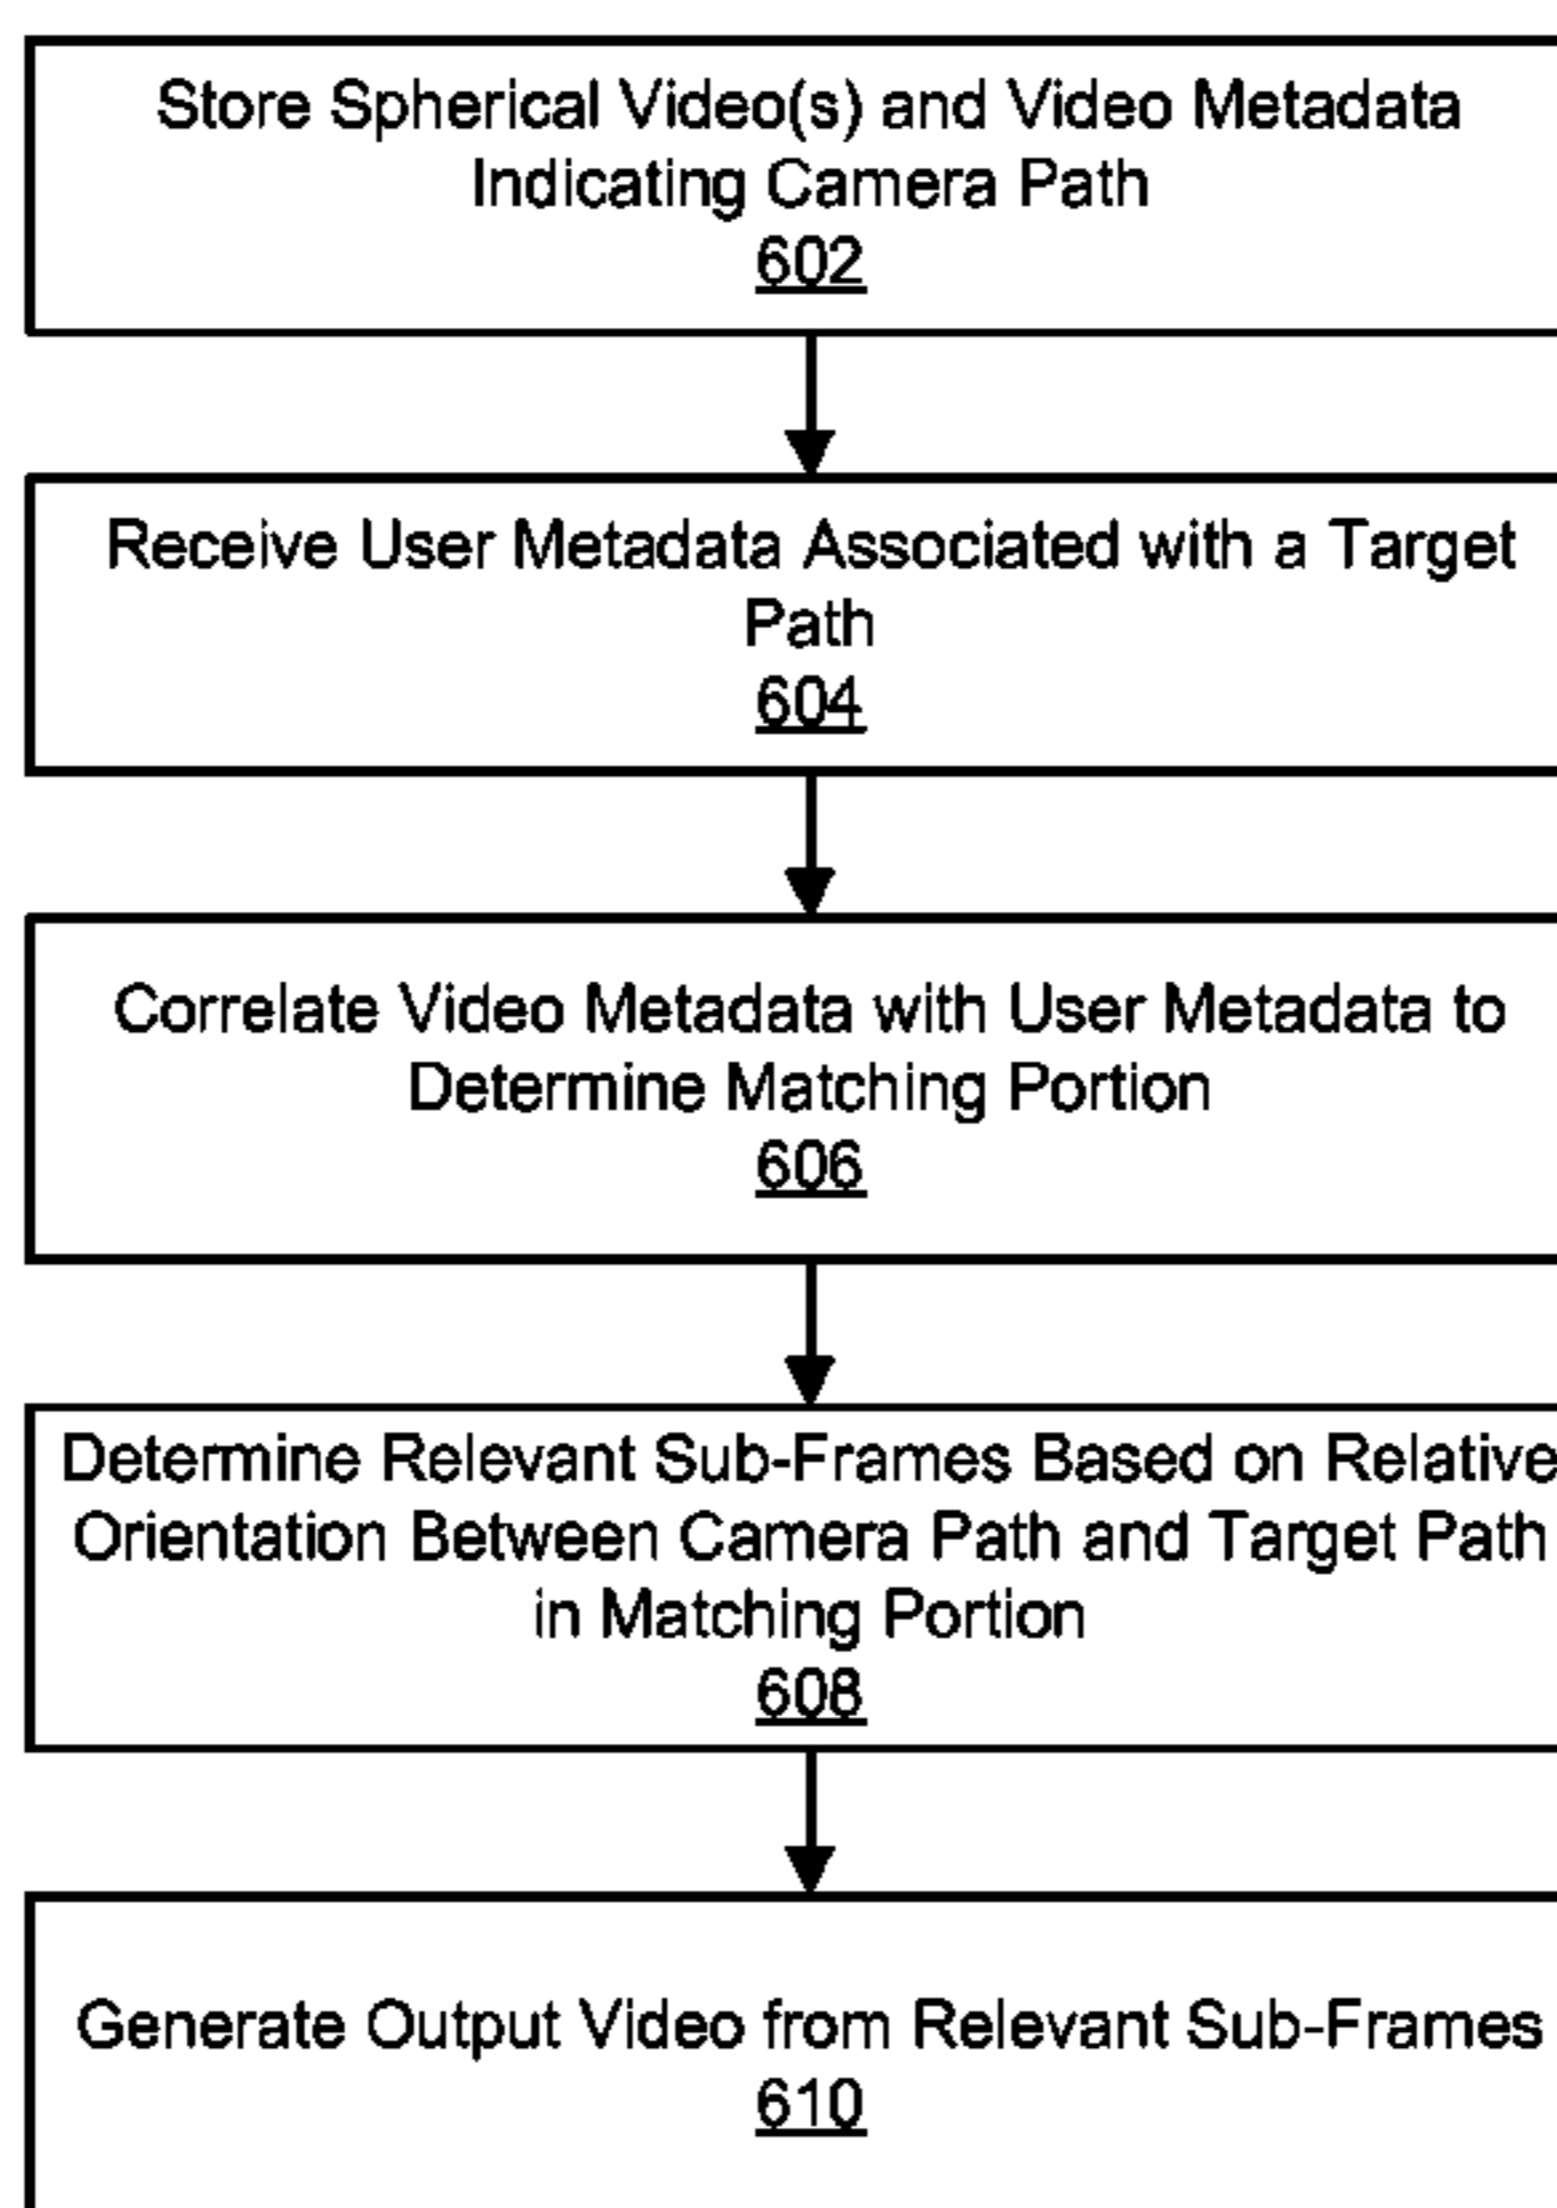 Store Spherical Video(s) and Video Metadata
Indicating Camera Path
602
Receive User Metadata Associated with a Target
Path
604
Correlate Video Metadata with User Metadata to
Determine Matching Portion
606
Determine Relevant Sub-Frames Based on Relative
Orientation Between Camera Path and Target Path
in Matching Portion
608
Generate Output Video from Relevant Sub-Frames
610